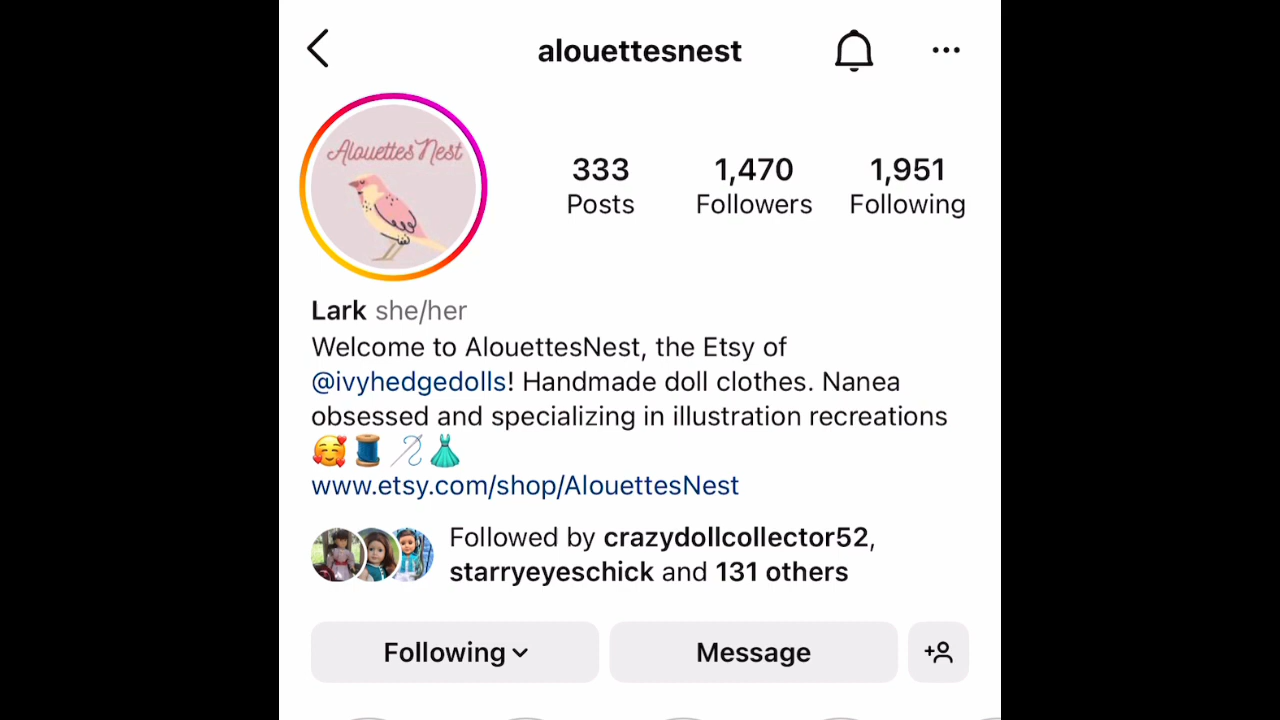 alouettesnest
Alouettes Nest
333 1,470 1,951
Posts Followers Following
Lark she/her
Welcome to AlouettesNest, the Etsy of
@ivyhedgedolls! Handmade doll clothes. Nanea
obsessed and specializing in illustration recreations
🥰🧵🪡👗
www.etsy.com/shop/AlouettesNest
Followed by crazydollcollector52,
starryeyeschick and 131 others
Following Message